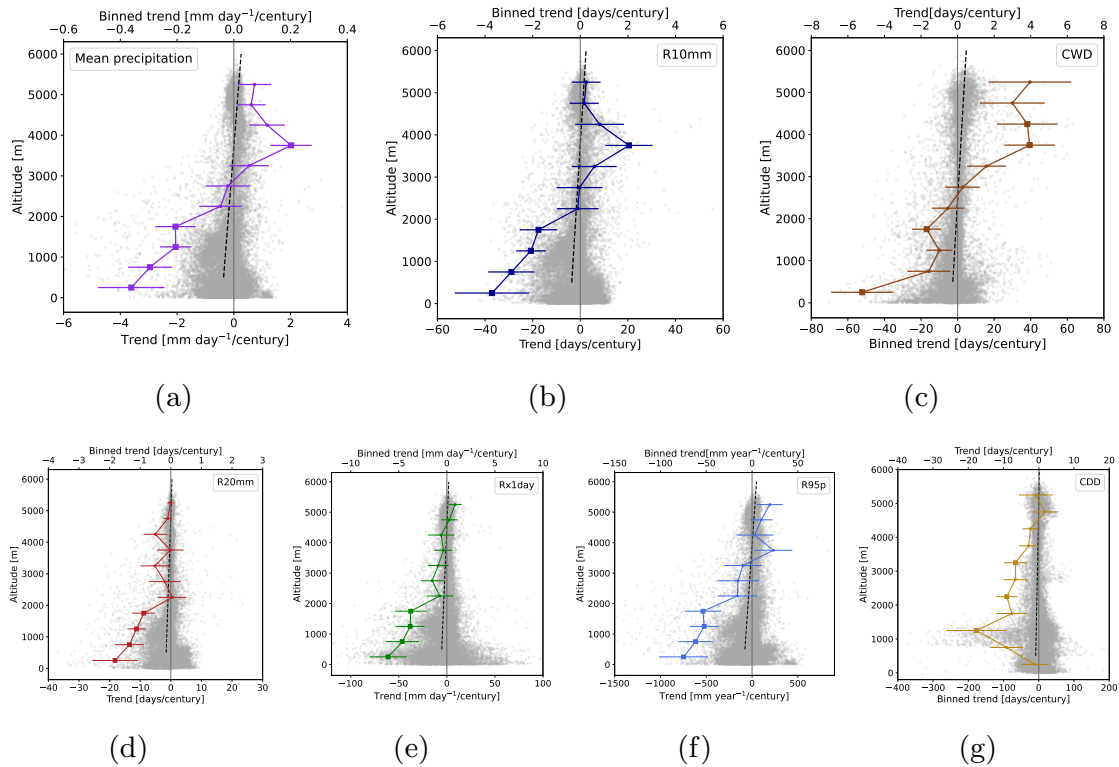 Binned trend [mm day⁻¹/century]
−0.6 −0.4 −0.2 0.0 0.2 0.4
Mean precipitation
Altitude [m]
6000
5000
4000
3000
2000
1000
0
−6 −4 −2 0 2 4
Trend [mm day⁻¹/century]
(a)
Binned trend [days/century]
−6 −4 −2 0 2 4 6
R10mm
Altitude [m]
6000
5000
4000
3000
2000
1000
0
−60 −40 −20 0 20 40 60
Trend [days/century]
(b)
Trend[days/century]
−8 −6 −4 −2 0 2 4 6 8
CWD
Altitude [m]
6000
5000
4000
3000
2000
1000
0
−80 −60 −40 −20 0 20 40 60 80
Binned trend [days/century]
(c)
Binned trend [days/century]
−4 −3 −2 −1 0 1 2 3
R20mm
Altitude [m]
6000
5000
4000
3000
2000
1000
0
−40 −30 −20 −10 0 10 20 30
Trend [days/century]
(d)
Binned trend [mm day⁻¹/century]
−10 −5 0 5 10
Rx1day
Altitude [m]
6000
5000
4000
3000
2000
1000
0
−100 −50 0 50 100
Trend [mm day⁻¹/century]
(e)
Binned trend[mm year⁻¹/century]
−150 −100 −50 0 50
R95p
Altitude [m]
6000
5000
4000
3000
2000
1000
0
−1500 −1000 −500 0 500
Trend [mm year⁻¹/century]
(f)
Trend [days/century]
−40 −30 −20 −10 0 10 20
CDD
Altitude [m]
6000
5000
4000
3000
2000
1000
0
−400 −300 −200 −100 0 100 200
Binned trend [days/century]
(g)